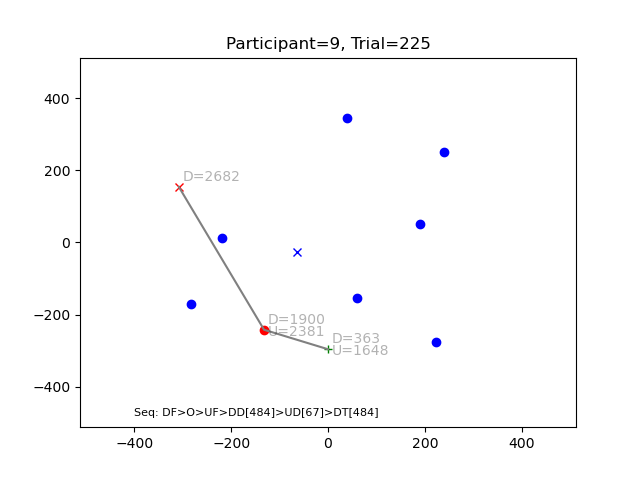 Participant=9, Trial=225
400
200
0
−200
−400
D=2682
D=1900
U=2381
D=363
U=1648
Seq: DF>O>UF>DD[484]>UD[67]>DT[484]
−400
−200
0
200
400